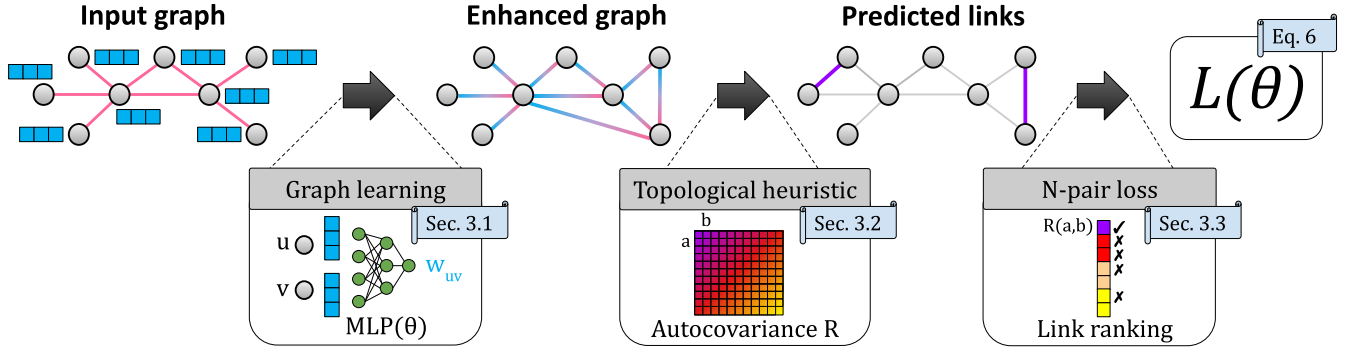 Input graph
Enhanced graph
Predicted links
Eq. 6
L(θ)
Graph learning
Sec. 3.1
u
v
w_uv
MLP(θ)
Topological heuristic
Sec. 3.2
b
a
Autocovariance R
N-pair loss
Sec. 3.3
R(a,b) ✓
✗
✗
✗
✗
Link ranking